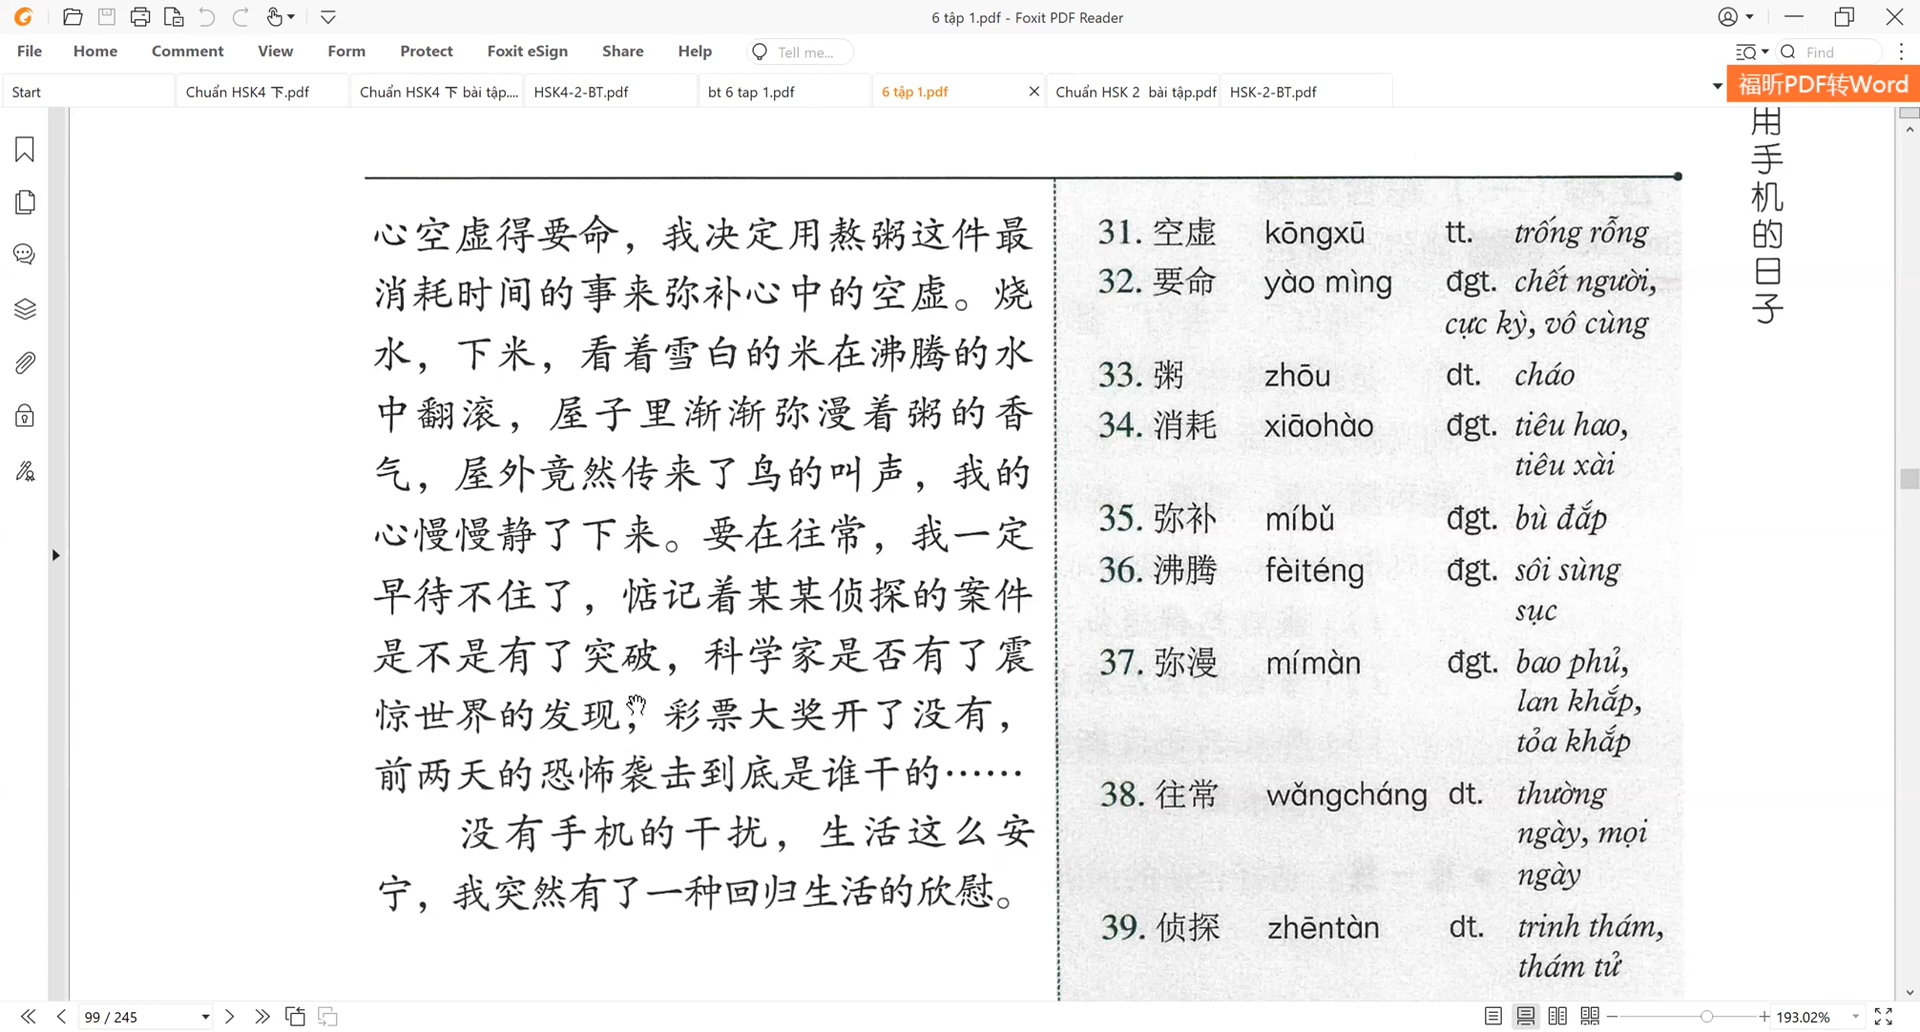 6 tập 1.pdf - Foxit PDF Reader
File Home Comment View Form Protect Foxit eSign Share Help Tell me... Find
Start Chuẩn HSK4 下.pdf Chuẩn HSK4 下 bài tập.... HSK4-2-BT.pdf bt 6 tap 1.pdf 6 tập 1.pdf Chuẩn HSK 2 bài tập.pdf HSK-2-BT.pdf
福昕PDF转Word
用手机的日子
心空虚得要命，我决定用熬粥这件最
消耗时间的事来弥补心中的空虚。烧
水，下米，看着雪白的米在沸腾的水
中翻滚，屋子里渐渐弥漫着粥的香
气，屋外竟然传来了鸟的叫声，我的
心慢慢静了下来。要在往常，我一定
早待不住了，惦记着某某侦探的案件
是不是有了突破，科学家是否有了震
惊世界的发现，彩票大奖开了没有，
前两天的恐怖袭击到底是谁干的……
没有手机的干扰，生活这么安
宁，我突然有了一种回归生活的欣慰。
31. 空虚 kōngxū tt. trống rỗng
32. 要命 yào mìng đgt. chết người,
cực kỳ, vô cùng
33. 粥 zhōu dt. cháo
34. 消耗 xiāohào đgt. tiêu hao,
tiêu xài
35. 弥补 míbǔ đgt. bù đắp
36. 沸腾 fèiténg đgt. sôi sùng
sục
37. 弥漫 mímàn đgt. bao phủ,
lan khắp,
tỏa khắp
38. 往常 wǎngcháng dt. thường
ngày, mọi
ngày
39. 侦探 zhēntàn dt. trinh thám,
thám tử
99 / 245
193.02%